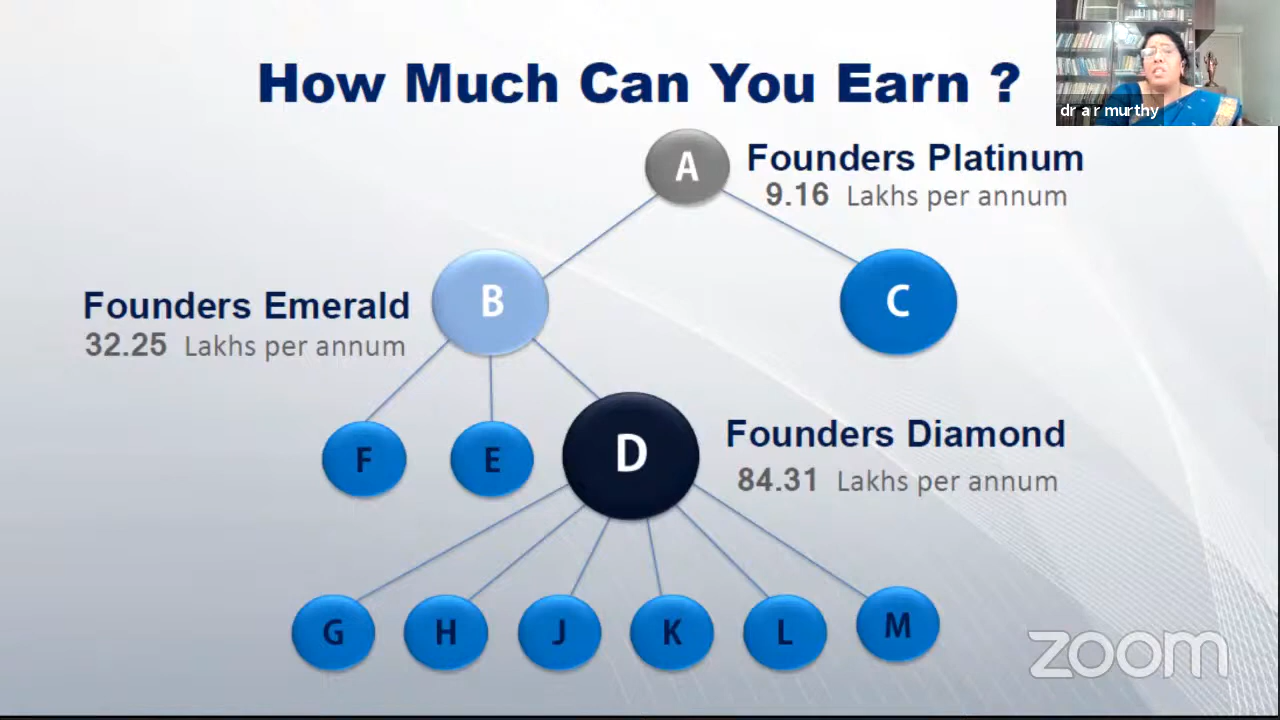 How Much Can You Earn ?
dr a r murthy
A
Founders Platinum
9.16 Lakhs per annum
B
Founders Emerald
32.25 Lakhs per annum
C
F
E
D
Founders Diamond
84.31 Lakhs per annum
G
H
J
K
L
M
zoom